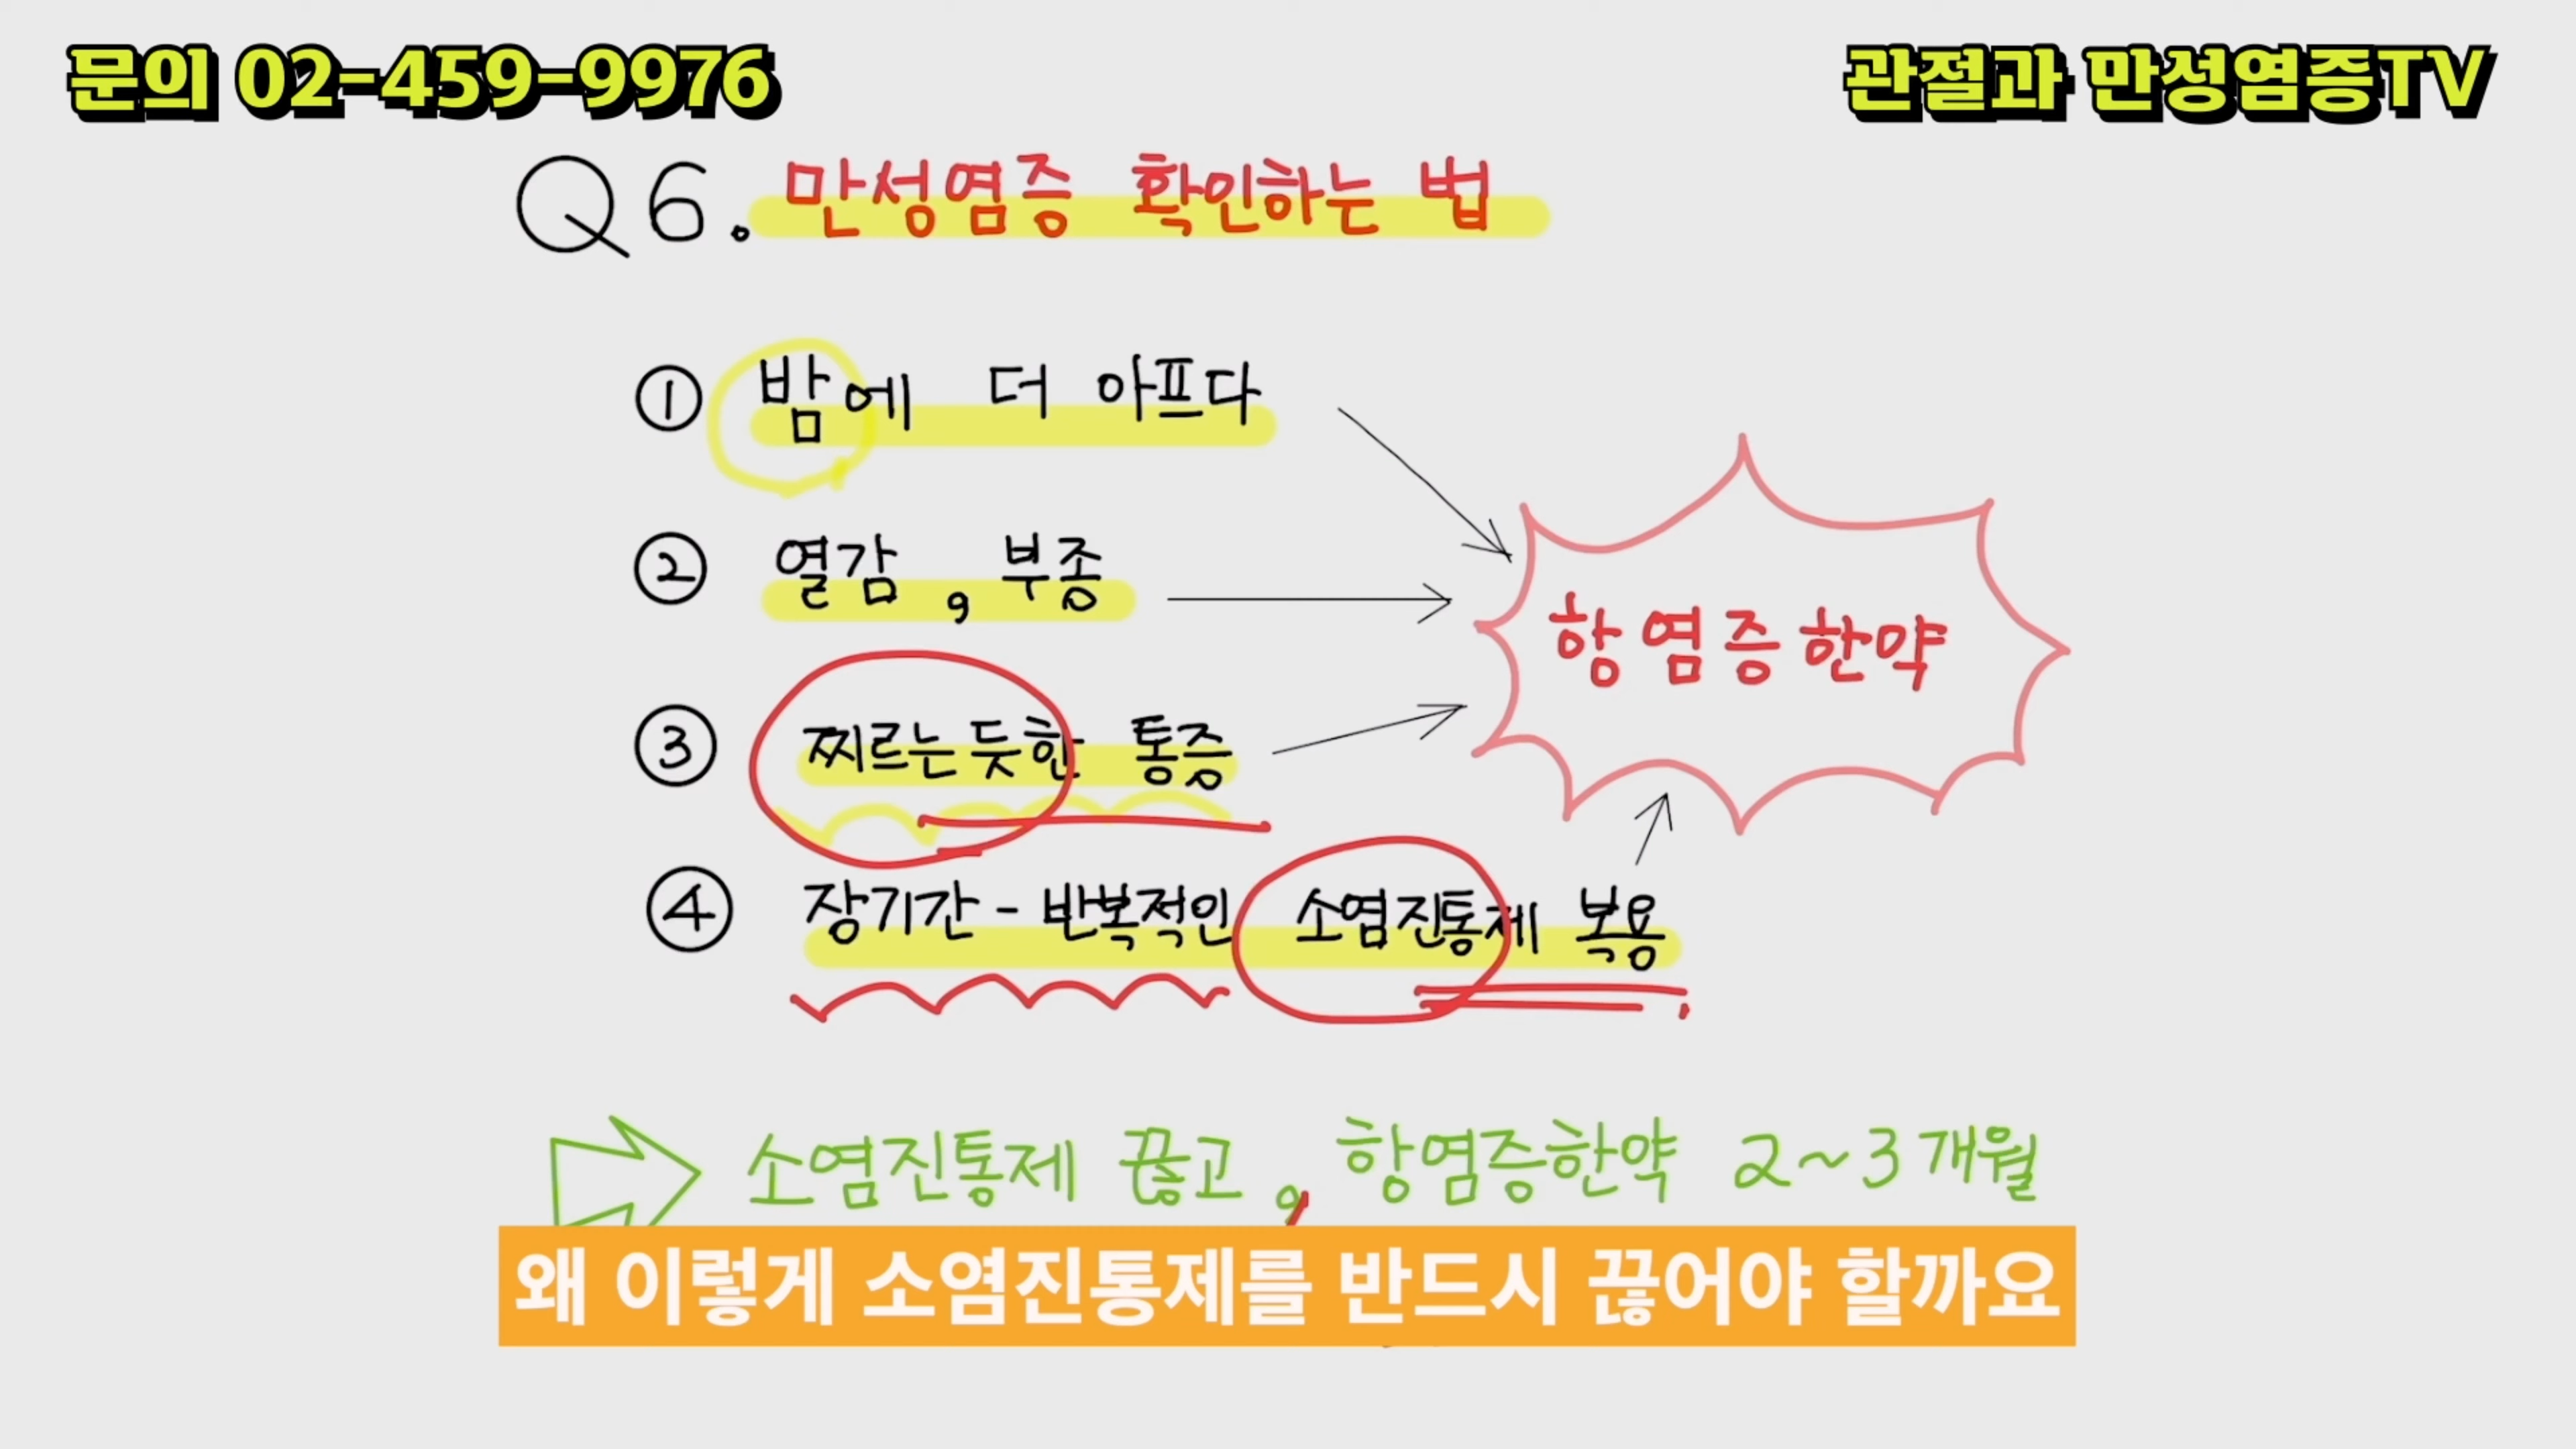 문의 02-459-9976
관절과 만성염증TV
Q6. 만성염증 확인하는 법
① 밤에 더 아프다
② 열감, 부종
③ 찌르는듯한 통증
④ 장기간-반복적인 소염진통제 복용
항염증한약
소염진통제 끊고, 항염증한약 2~3개월
왜 이렇게 소염진통제를 반드시 끊어야 할까요